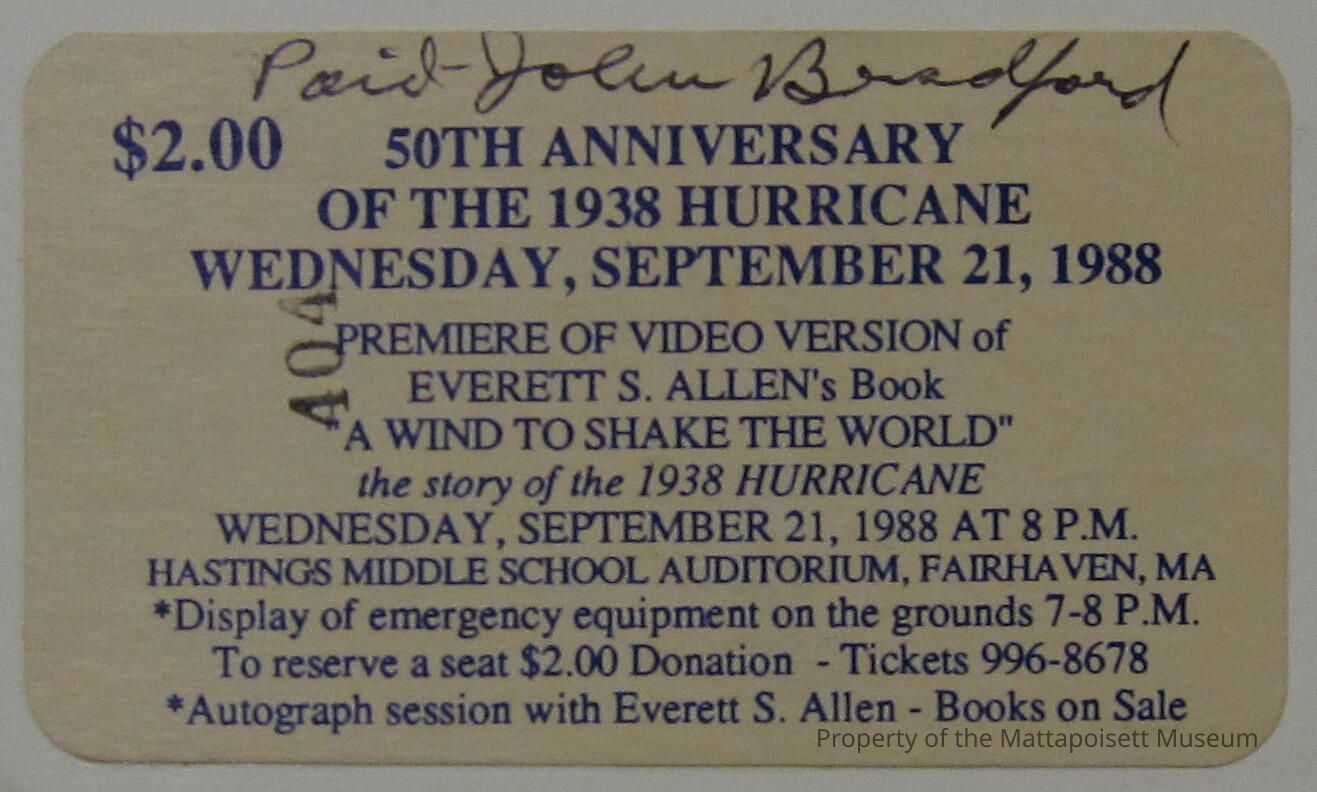 Paid - John Bradford
$2.00 50TH ANNIVERSARY
OF THE 1938 HURRICANE
WEDNESDAY, SEPTEMBER 21, 1988
404
PREMIERE OF VIDEO VERSION of
EVERETT S. ALLEN's Book
"A WIND TO SHAKE THE WORLD"
the story of the 1938 HURRICANE
WEDNESDAY, SEPTEMBER 21, 1988 AT 8 P.M.
HASTINGS MIDDLE SCHOOL AUDITORIUM, FAIRHAVEN, MA
*Display of emergency equipment on the grounds 7-8 P.M.
To reserve a seat $2.00 Donation - Tickets 996-8678
*Autograph session with Everett S. Allen - Books on Sale
Property of the Mattapoisett Museum